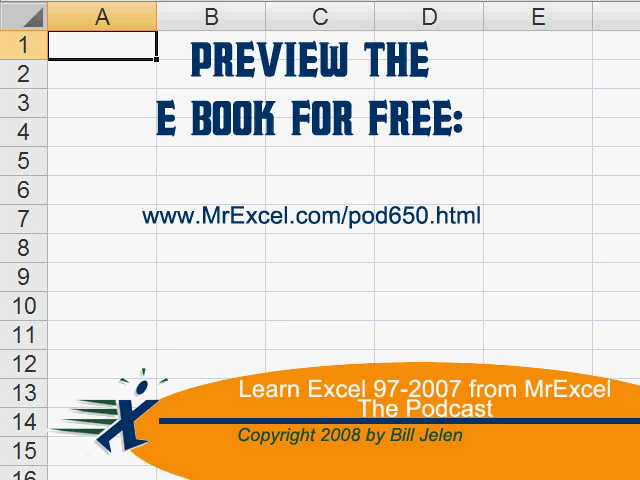 A B C D E
1
PREVIEW THE
2
3
E BOOK FOR FREE:
4
5
6
7
www.MrExcel.com/pod650.html
8
9
10
11
12
13
Learn Excel 97-2007 from MrExcel
The Podcast
14
Copyright 2008 by Bill Jelen
15
16
X